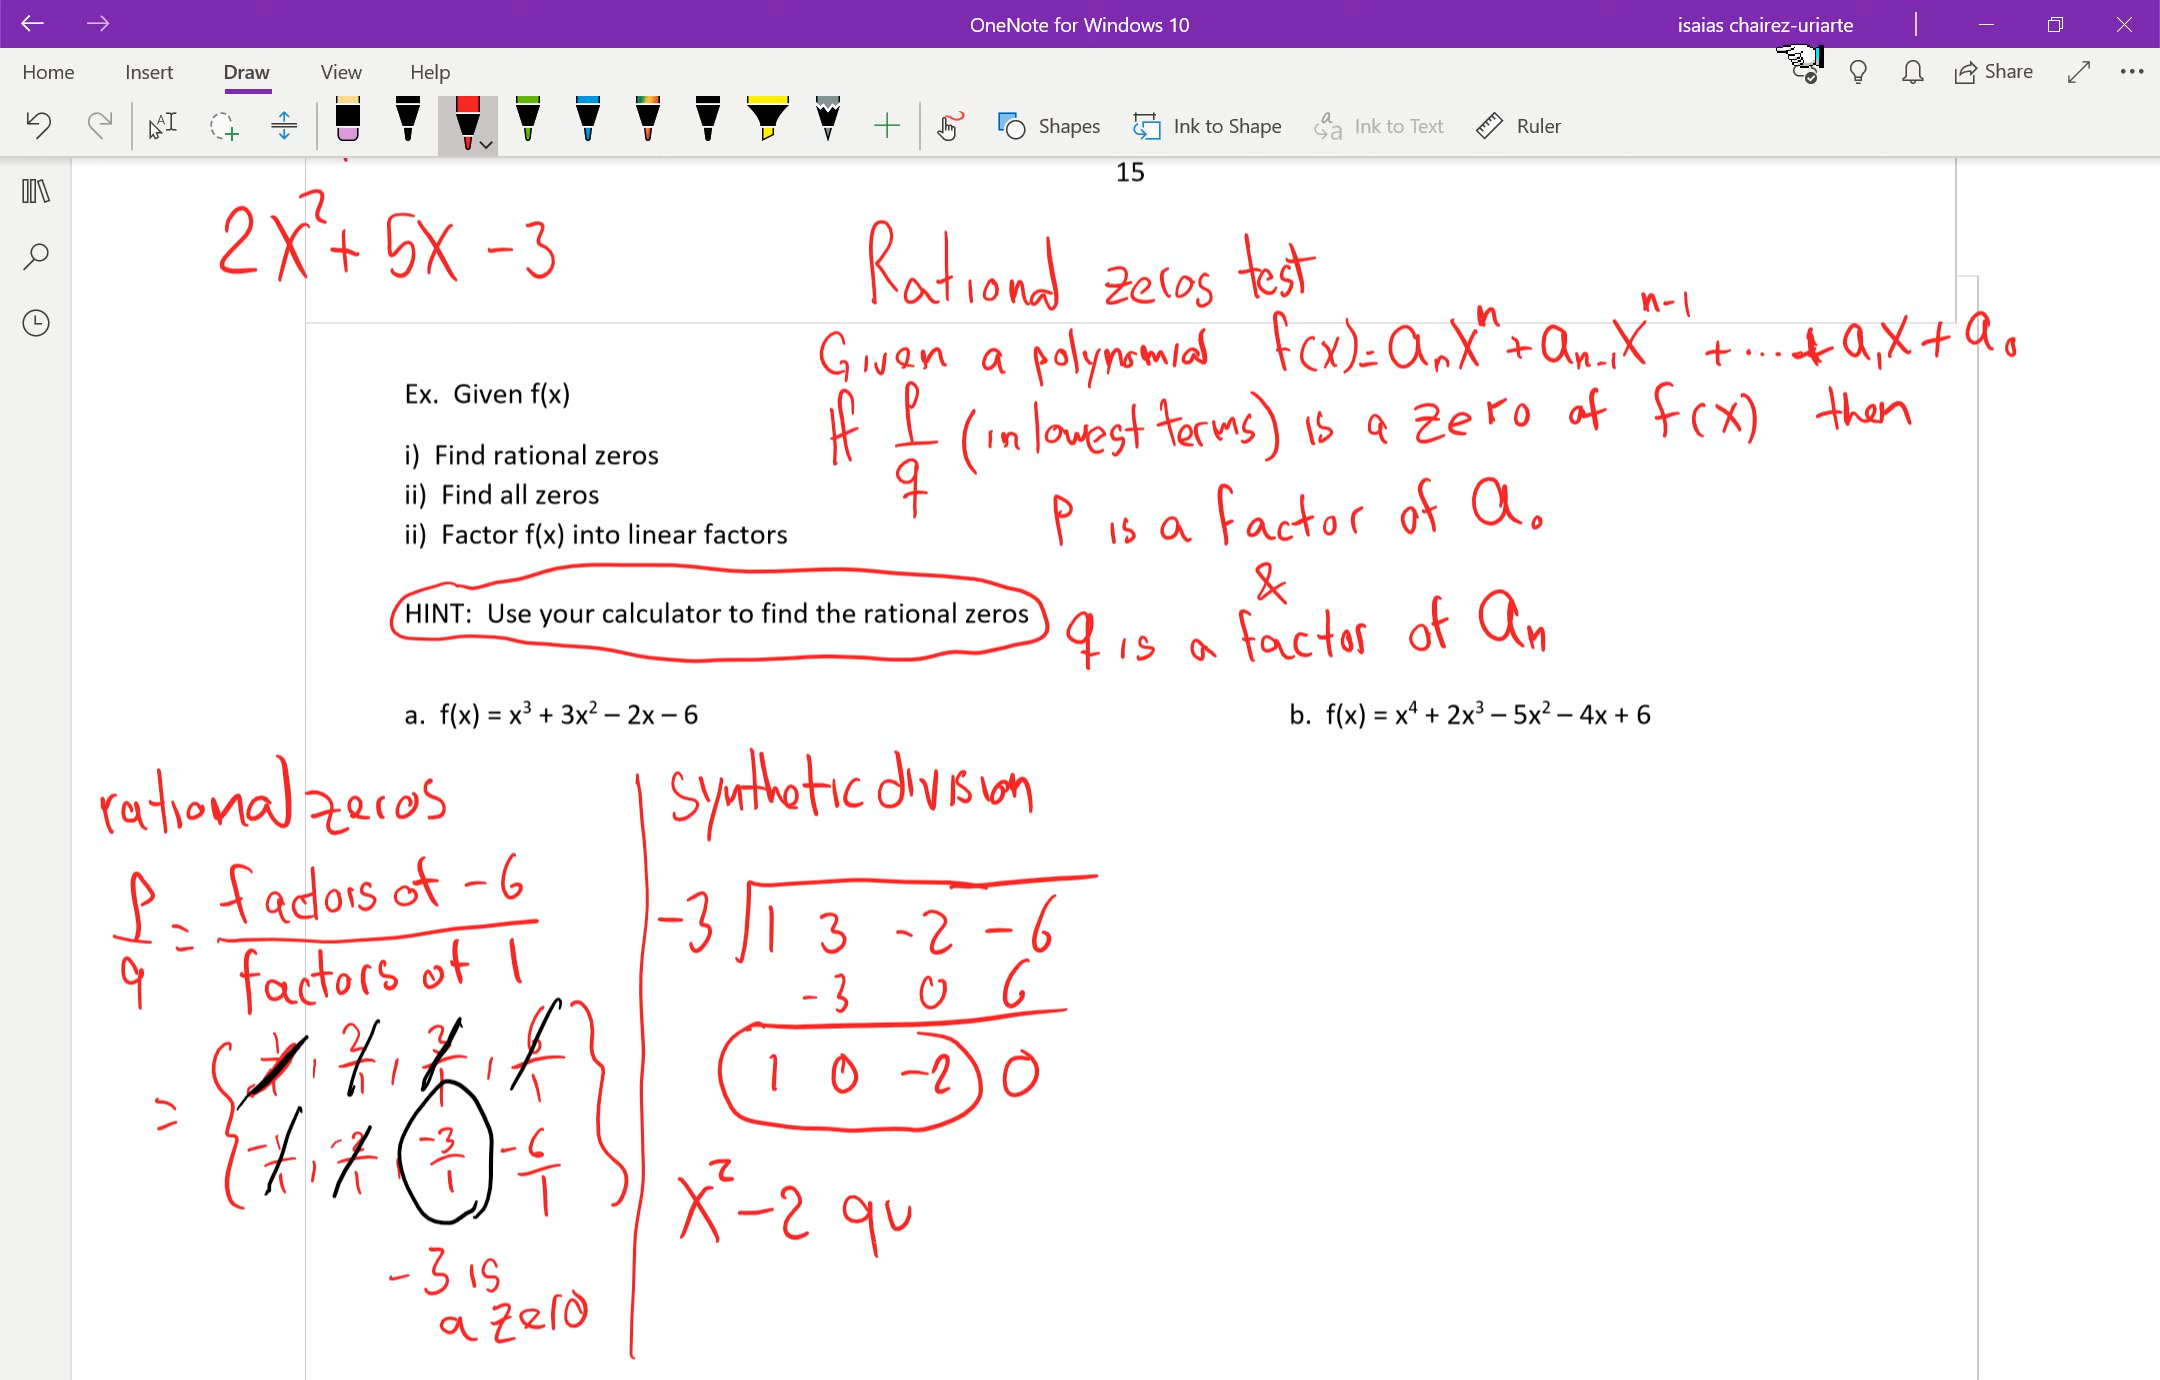 OneNote for Windows 10
isaias chairez-uriarte
Home Insert Draw View Help
Share
Shapes Ink to Shape Ink to Text Ruler
15
2x² + 5x - 3
Rational zeros test
Given a polynomial f(x) = aₙxⁿ + aₙ₋₁xⁿ⁻¹ + ... + a₁x + a₀
If p/q (in lowest terms) is a zero of f(x) then
p is a factor of a₀
&
q is a factor of aₙ
Ex. Given f(x)
i) Find rational zeros
ii) Find all zeros
ii) Factor f(x) into linear factors
HINT: Use your calculator to find the rational zeros
a. f(x) = x³ + 3x² – 2x – 6
b. f(x) = x⁴ + 2x³ – 5x² – 4x + 6
rational zeros
p/q = factors of -6 / factors of 1
= { 1/1, 2/1, 3/1, 6/1
-1/1, -2/1, -3/1 -6/1 }
-3 is
a zero
synthetic division
-3 1 3 -2 -6
-3 0 6
1 0 -2 0
x² - 2 qu